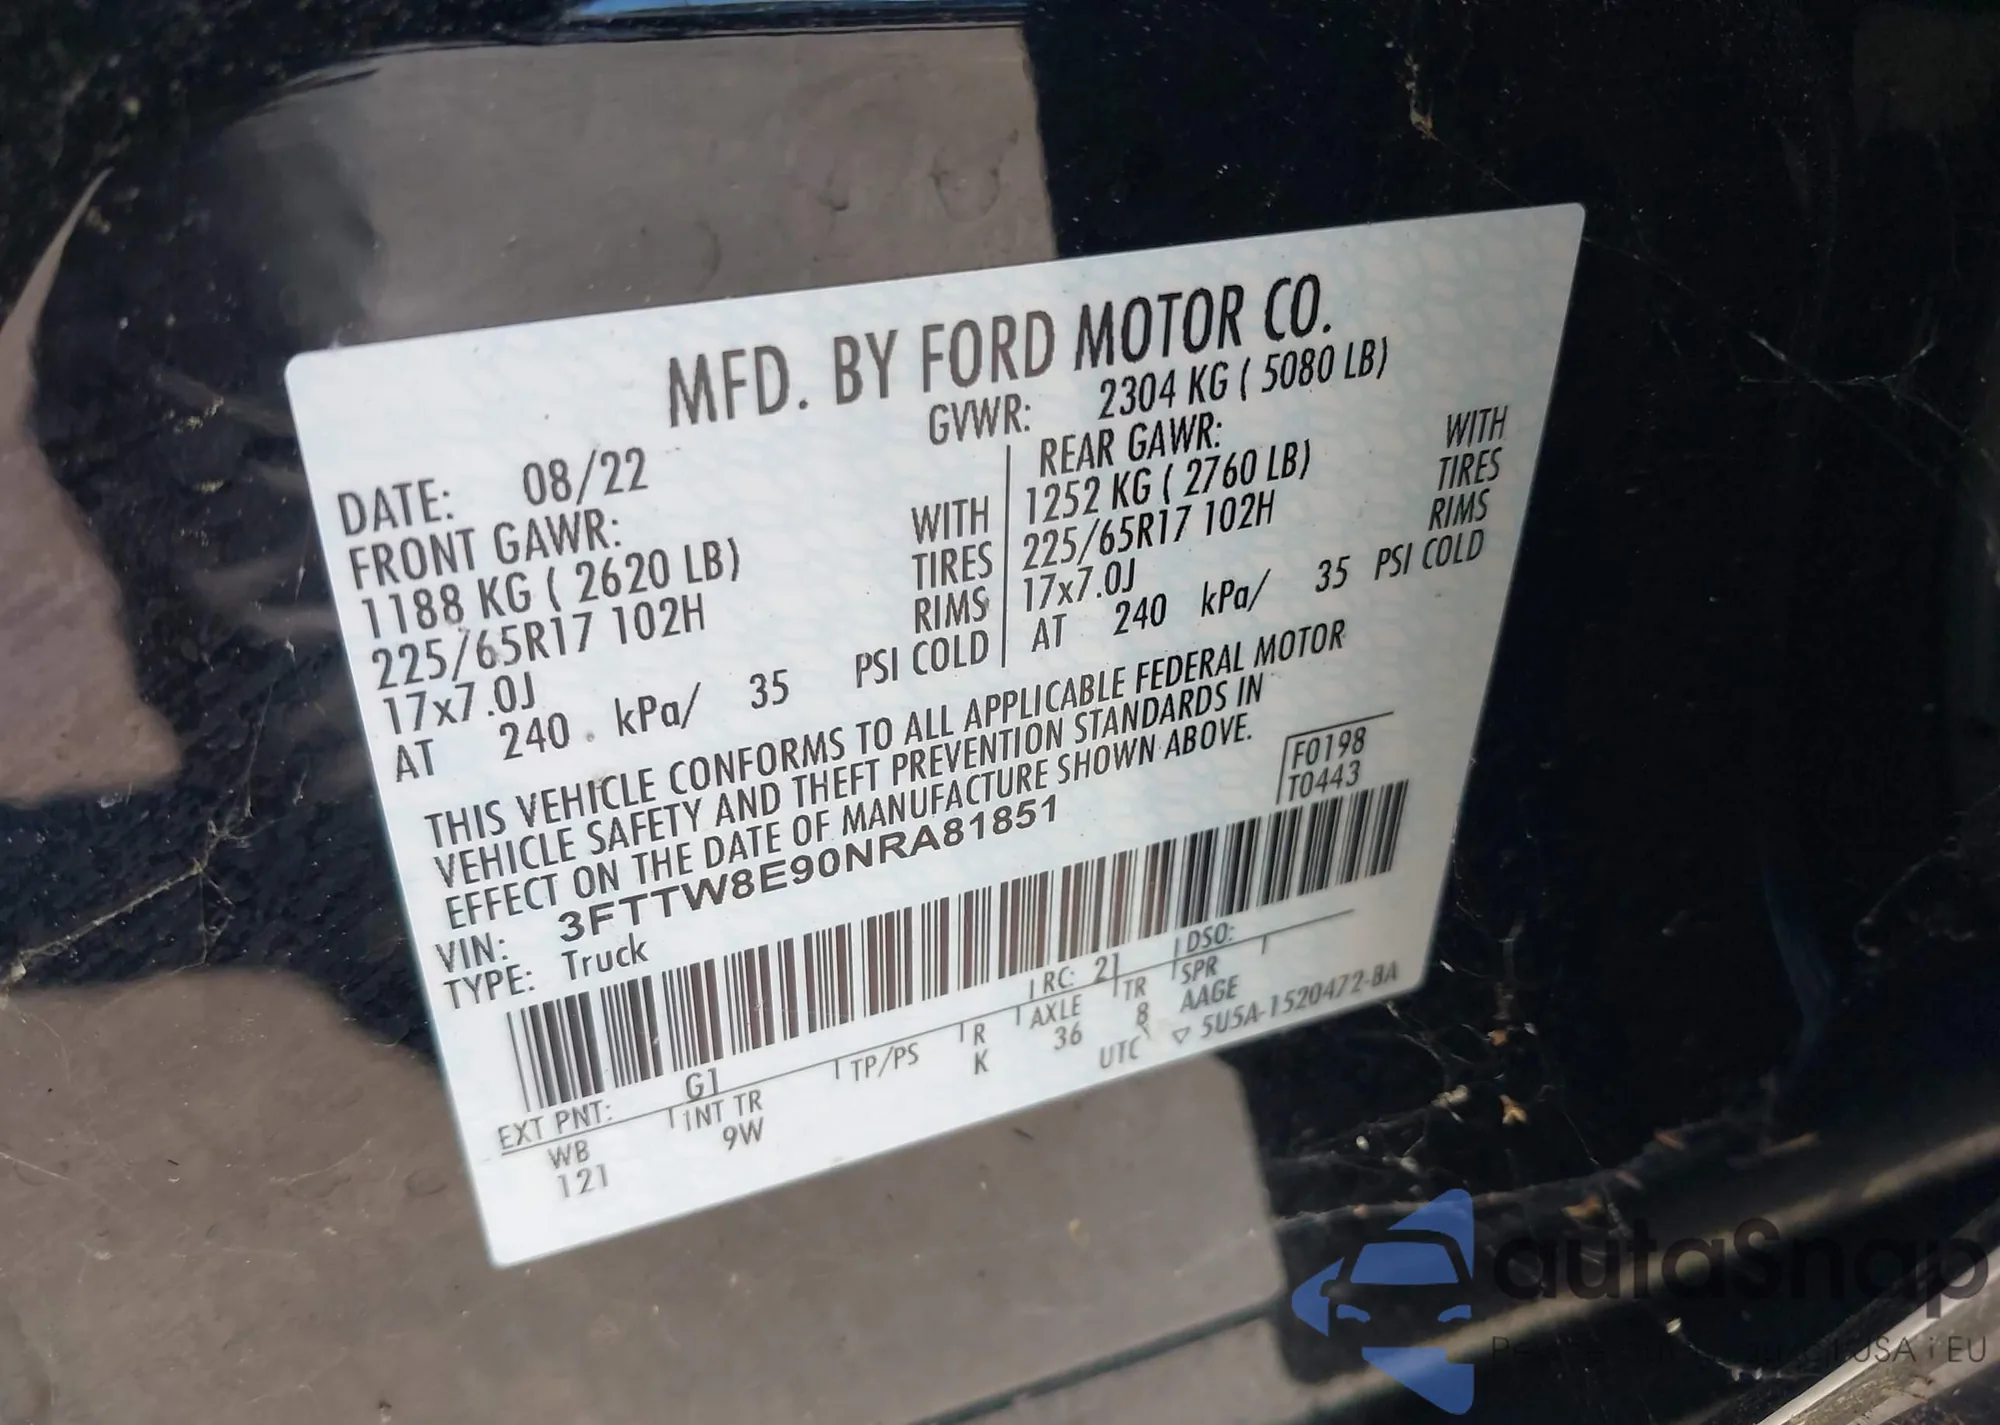 MFD. BY FORD MOTOR CO.
GVWR: 2304 KG ( 5080 LB)
DATE: 08/22
FRONT GAWR:
1188 KG ( 2620 LB) WITH
225/65R17 102H TIRES
17x7.0J RIMS
AT 240 kPa/ 35 PSI COLD
REAR GAWR:
1252 KG ( 2760 LB) WITH
225/65R17 102H TIRES
17x7.0J RIMS
AT 240 kPa/ 35 PSI COLD
THIS VEHICLE CONFORMS TO ALL APPLICABLE FEDERAL MOTOR
VEHICLE SAFETY AND THEFT PREVENTION STANDARDS IN
EFFECT ON THE DATE OF MANUFACTURE SHOWN ABOVE.
F0198
T0443
VIN: 3FTTW8E90NRA81851
TYPE: Truck
EXT PNT: G1 RC: 21 DSO:
WB INT TR TP/PS R AXLE TR SPR
121 9W K 36 8 AAGE
UTC ▽ 5U5A-1520472-BA
autaSnap
USA i EU